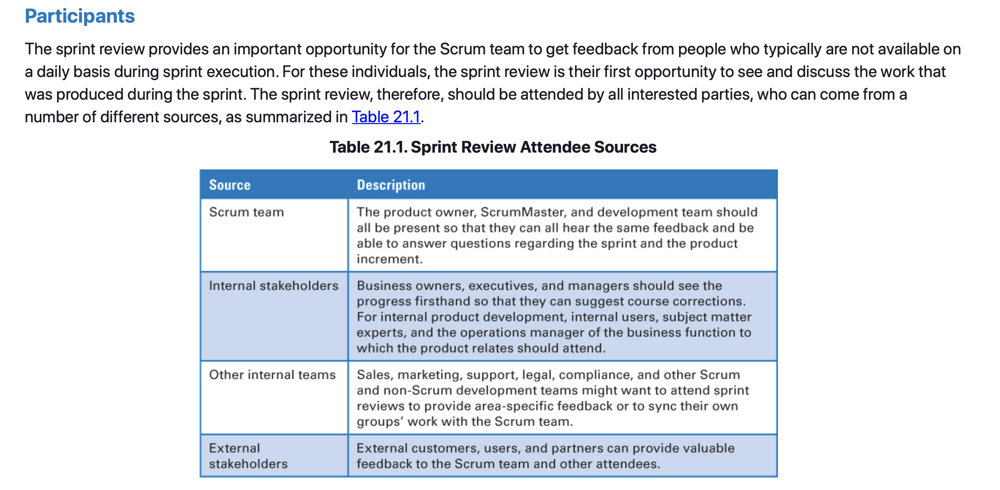 Participants
The sprint review provides an important opportunity for the Scrum team to get feedback from people who typically are not available on
a daily basis during sprint execution. For these individuals, the sprint review is their first opportunity to see and discuss the work that
was produced during the sprint. The sprint review, therefore, should be attended by all interested parties, who can come from a
number of different sources, as summarized in Table 21.1.
Table 21.1. Sprint Review Attendee Sources
Source Description
Scrum team The product owner, ScrumMaster, and development team should
all be present so that they can all hear the same feedback and be
able to answer questions regarding the sprint and the product
increment.
Internal stakeholders Business owners, executives, and managers should see the
progress firsthand so that they can suggest course corrections.
For internal product development, internal users, subject matter
experts, and the operations manager of the business function to
which the product relates should attend.
Other internal teams Sales, marketing, support, legal, compliance, and other Scrum
and non-Scrum development teams might want to attend sprint
reviews to provide area-specific feedback or to sync their own
groups’ work with the Scrum team.
External External customers, users, and partners can provide valuable
stakeholders feedback to the Scrum team and other attendees.